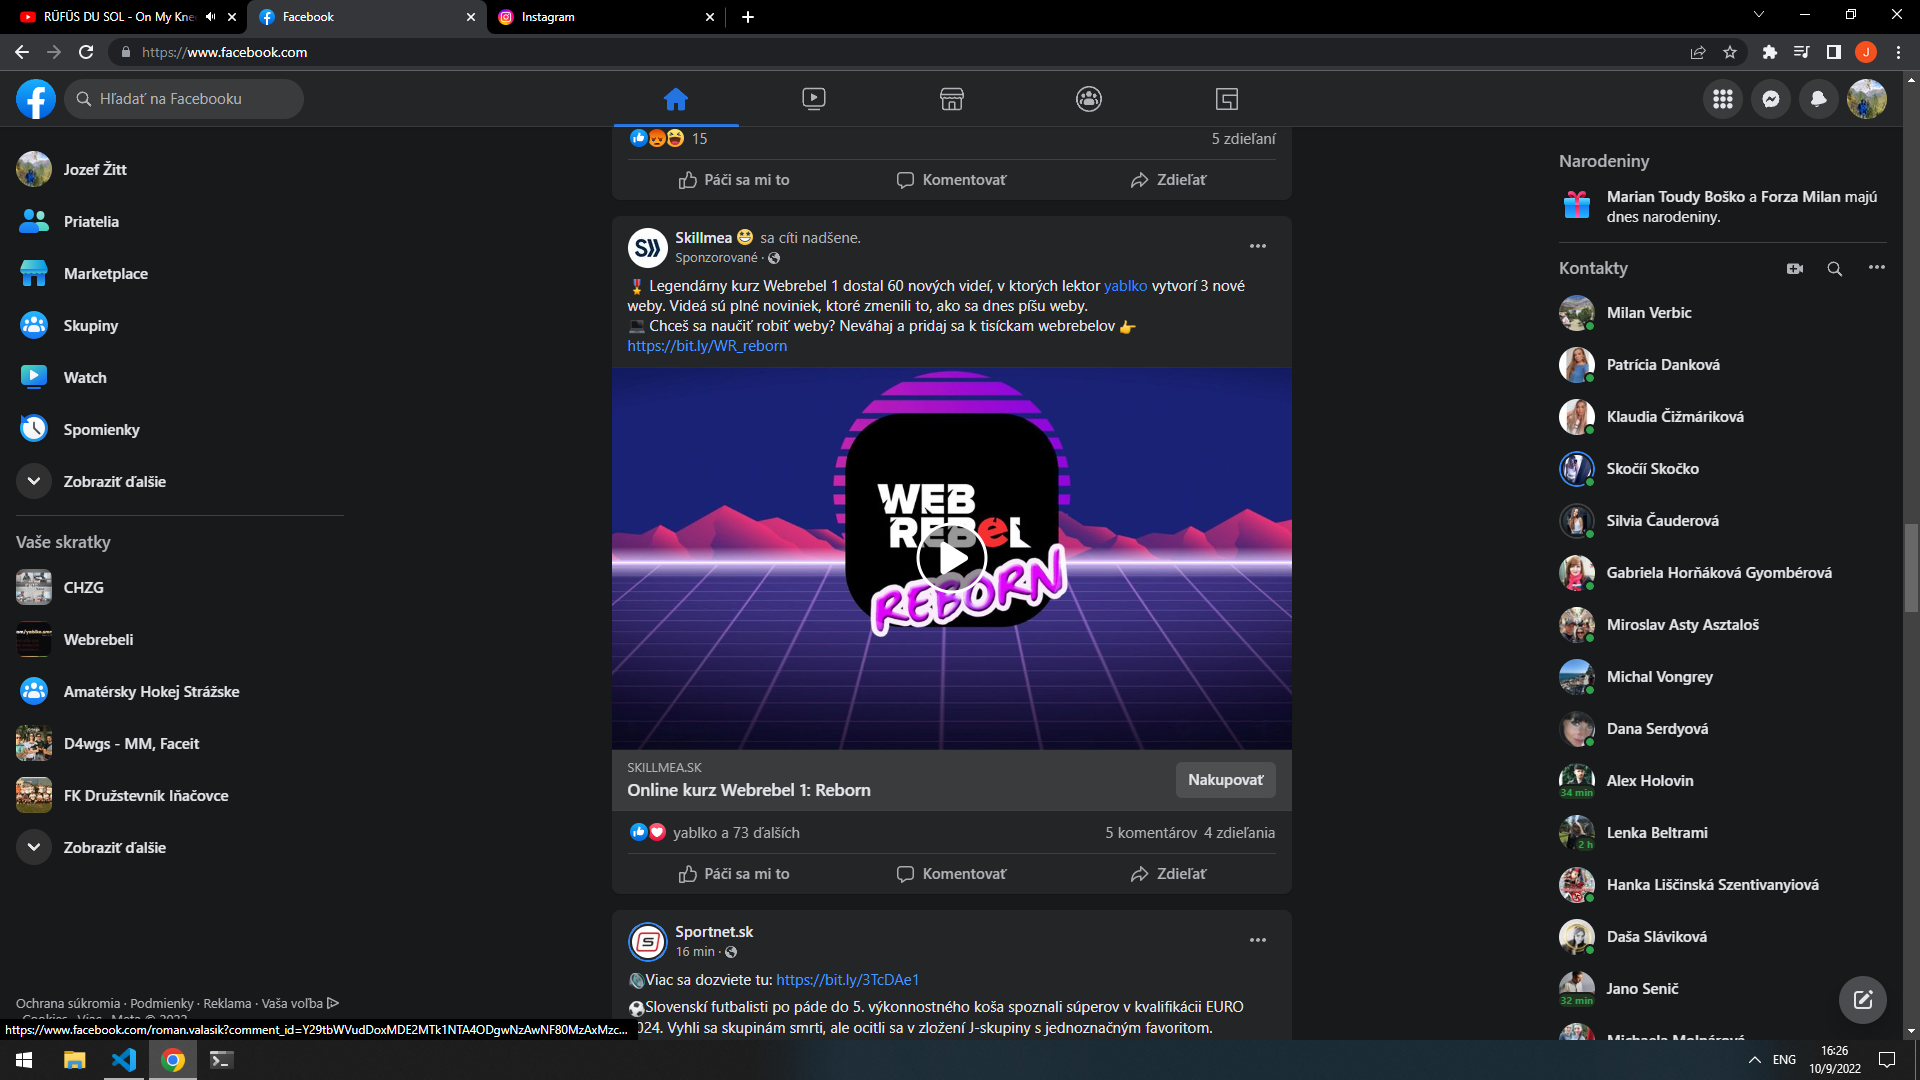 RÜFÜS DU SOL - On My Kne
Facebook
Instagram
https://www.facebook.com
J
Hľadať na Facebooku
Jozef Žitt
Priatelia
Marketplace
Skupiny
Watch
Spomienky
Zobraziť ďalšie
Vaše skratky
CHZG
Webrebeli
Amatérsky Hokej Strážske
D4wgs - MM, Faceit
FK Družstevník Iňačovce
Zobraziť ďalšie
Ochrana súkromia · Podmienky · Reklama · Vaša voľba
Cookies · Viac · Meta © 2022
https://www.facebook.com/roman.valasik?comment_id=Y29tbWVudDoxMDE2MTk1NTA4ODgwNzAwNF80MzAxMzc...
15
5 zdieľaní
Páči sa mi to
Komentovať
Zdieľať
Skillmea 😀 sa cíti nadšene.
Sponzorované ·
🎖 Legendárny kurz Webrebel 1 dostal 60 nových videí, v ktorých lektor yablko vytvorí 3 nové
weby. Videá sú plné noviniek, ktoré zmenili to, ako sa dnes píšu weby.
💻 Chceš sa naučiť robiť weby? Neváhaj a pridaj sa k tisíckam webrebelov 👉
https://bit.ly/WR_reborn
WEB
REBEL
REBORN
SKILLMEA.SK
Online kurz Webrebel 1: Reborn
Nakupovať
yablko a 73 ďalších
5 komentárov 4 zdieľania
Páči sa mi to
Komentovať
Zdieľať
Sportnet.sk
16 min ·
📎Viac sa dozviete tu: https://bit.ly/3TcDAe1
⚽Slovenskí futbalisti po páde do 5. výkonnostného koša spoznali súperov v kvalifikácii EURO
2024. Vyhli sa skupinám smrti, ale ocitli sa v zložení J-skupiny s jednoznačným favoritom.
Narodeniny
Marian Toudy Boško a Forza Milan majú
dnes narodeniny.
Kontakty
Milan Verbic
Patrícia Danková
Klaudia Čižmáriková
Skočíí Skočko
Silvia Čauderová
Gabriela Horňáková Gyombérová
Miroslav Asty Asztaloš
Michal Vongrey
Dana Serdyová
Alex Holovin
34 min
Lenka Beltrami
2 h
Hanka Liščinská Szentivanyiová
Daša Sláviková
Jano Senič
32 min
Michaela Molnárová
ENG
16:26
10/9/2022